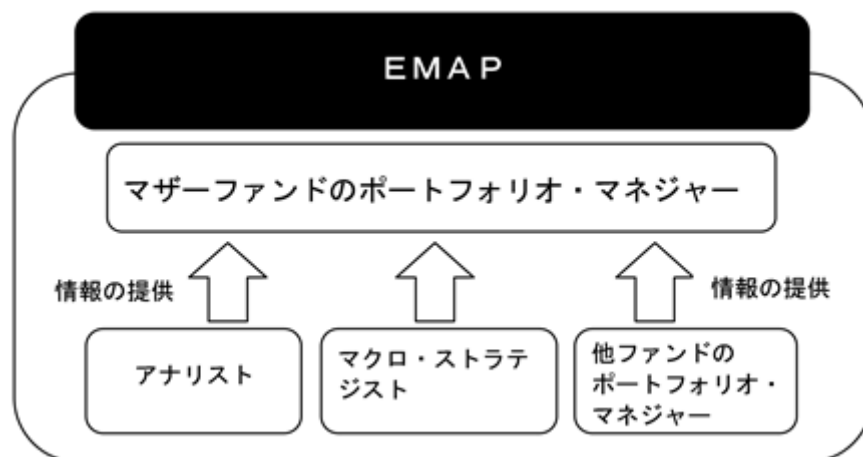 EMAP
マザーファンドのポートフォリオ・マネジャー
情報の提供
情報の提供
アナリスト
マクロ・ストラテ
ジスト
他ファンドの
ポートフォリオ・
マネジャー